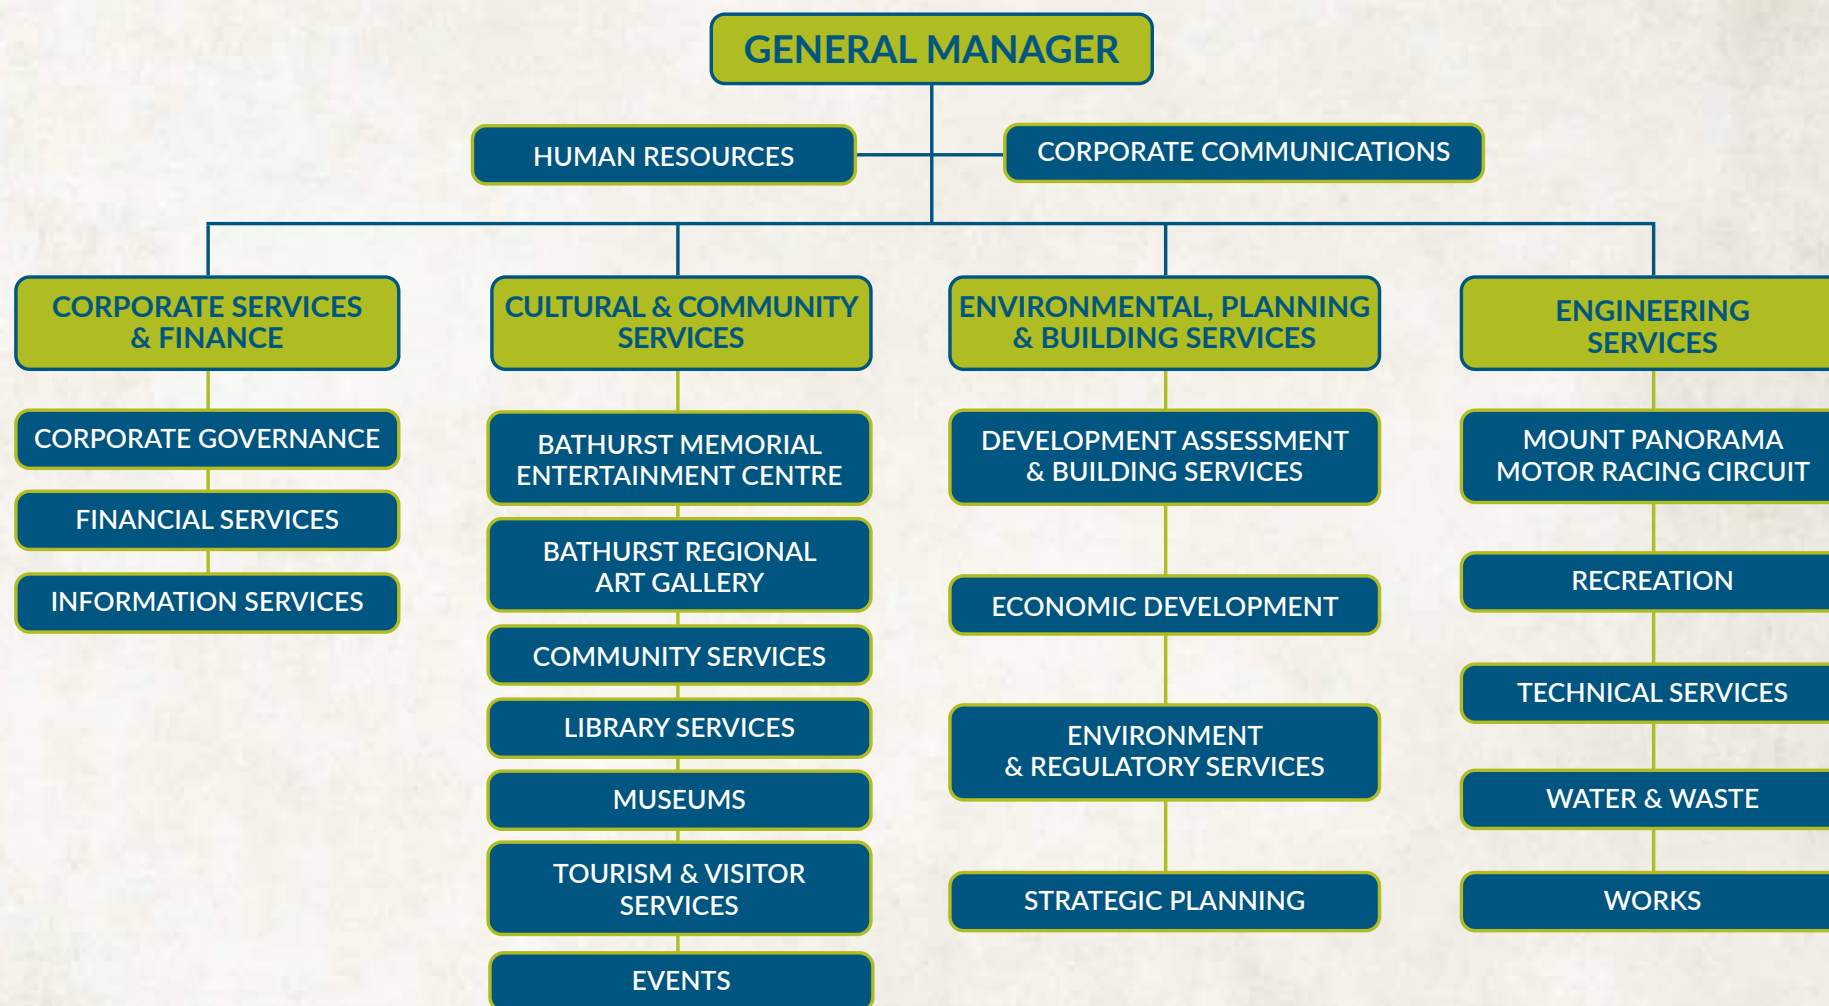 GENERAL MANAGER
HUMAN RESOURCES
CORPORATE COMMUNICATIONS
CORPORATE SERVICES
& FINANCE
CORPORATE GOVERNANCE
FINANCIAL SERVICES
INFORMATION SERVICES
CULTURAL & COMMUNITY
SERVICES
BATHURST MEMORIAL
ENTERTAINMENT CENTRE
BATHURST REGIONAL
ART GALLERY
COMMUNITY SERVICES
LIBRARY SERVICES
MUSEUMS
TOURISM & VISITOR
SERVICES
EVENTS
ENVIRONMENTAL, PLANNING
& BUILDING SERVICES
DEVELOPMENT ASSESSMENT
& BUILDING SERVICES
ECONOMIC DEVELOPMENT
ENVIRONMENT
& REGULATORY SERVICES
STRATEGIC PLANNING
ENGINEERING
SERVICES
MOUNT PANORAMA
MOTOR RACING CIRCUIT
RECREATION
TECHNICAL SERVICES
WATER & WASTE
WORKS